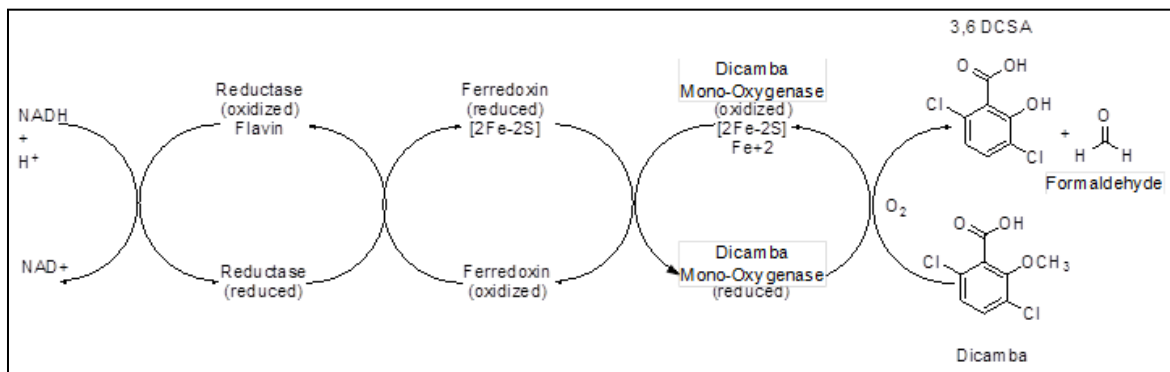 3,6 DCSA
O
OH
Cl
OH
Cl
+
O
H
H
Formaldehyde
NADH
+
H+
Reductase
(oxidized)
Flavin
Ferredoxin
(reduced)
[2Fe-2S]
Dicamba
Mono-Oxygenase
(oxidized)
[2Fe-2S]
Fe+2
O2
NAD+
Reductase
(reduced)
Ferredoxin
(oxidized)
Dicamba
Mono-Oxygenase
(reduced)
O
OH
Cl
OCH3
Cl
Dicamba